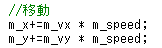 //移動
m_x+=m_vx * m_speed;
m_y+=m_vy * m_speed;